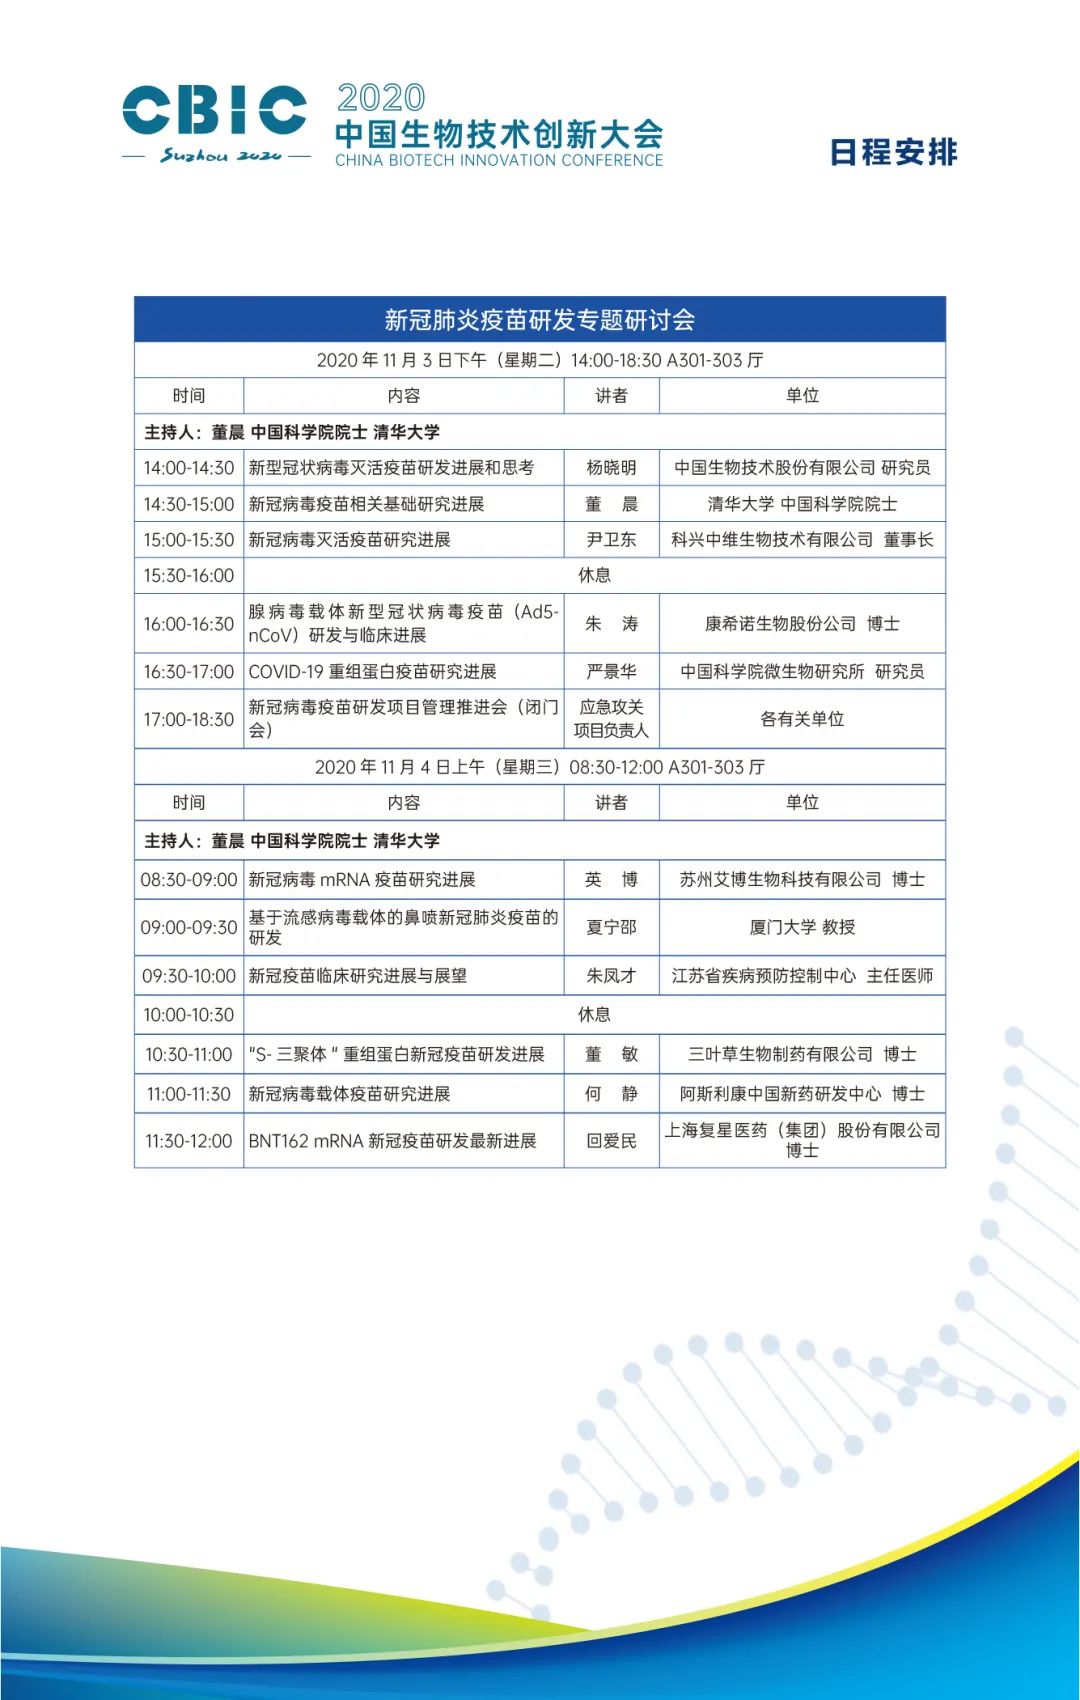 CBIC
Suzhou 2020
2020
中国生物技术创新大会
CHINA BIOTECH INNOVATION CONFERENCE
日程安排
新冠肺炎疫苗研发专题研讨会
2020 年 11 月 3 日下午（星期二）14:00-18:30 A301-303 厅
时间 内容 讲者 单位
主持人：董晨 中国科学院院士 清华大学
14:00-14:30 新型冠状病毒灭活疫苗研发进展和思考 杨晓明 中国生物技术股份有限公司 研究员
14:30-15:00 新冠病毒疫苗相关基础研究进展 董 晨 清华大学 中国科学院院士
15:00-15:30 新冠病毒灭活疫苗研究进展 尹卫东 科兴中维生物技术有限公司 董事长
15:30-16:00 休息
16:00-16:30 腺病毒载体新型冠状病毒疫苗（Ad5-
nCoV）研发与临床进展 朱 涛 康希诺生物股份公司 博士
16:30-17:00 COVID-19 重组蛋白疫苗研究进展 严景华 中国科学院微生物研究所 研究员
17:00-18:30 新冠病毒疫苗研发项目管理推进会（闭门
会） 应急攻关
项目负责人 各有关单位
2020 年 11 月 4 日上午（星期三）08:30-12:00 A301-303 厅
时间 内容 讲者 单位
主持人：董晨 中国科学院院士 清华大学
08:30-09:00 新冠病毒 mRNA 疫苗研究进展 英 博 苏州艾博生物科技有限公司 博士
09:00-09:30 基于流感病毒载体的鼻喷新冠肺炎疫苗的
研发 夏宁邵 厦门大学 教授
09:30-10:00 新冠疫苗临床研究进展与展望 朱凤才 江苏省疾病预防控制中心 主任医师
10:00-10:30 休息
10:30-11:00 "S- 三聚体 " 重组蛋白新冠疫苗研发进展 董 敏 三叶草生物制药有限公司 博士
11:00-11:30 新冠病毒载体疫苗研究进展 何 静 阿斯利康中国新药研发中心 博士
11:30-12:00 BNT162 mRNA 新冠疫苗研发最新进展 回爱民 上海复星医药（集团）股份有限公司
博士